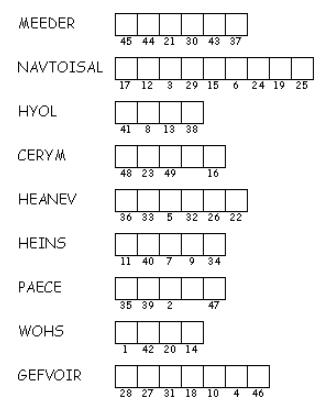 MEEDER
45 44 21 30 43 37
NAVTOISAL
17 12 3 29 15 6 24 19 25
HYOL
41 8 13 38
CERYM
48 23 49 16
HEANEV
36 33 5 32 26 22
HEINS
11 40 7 9 34
PAECE
35 39 2 47
WOHS
1 42 20 14
GEFVOIR
28 27 31 18 10 4 46